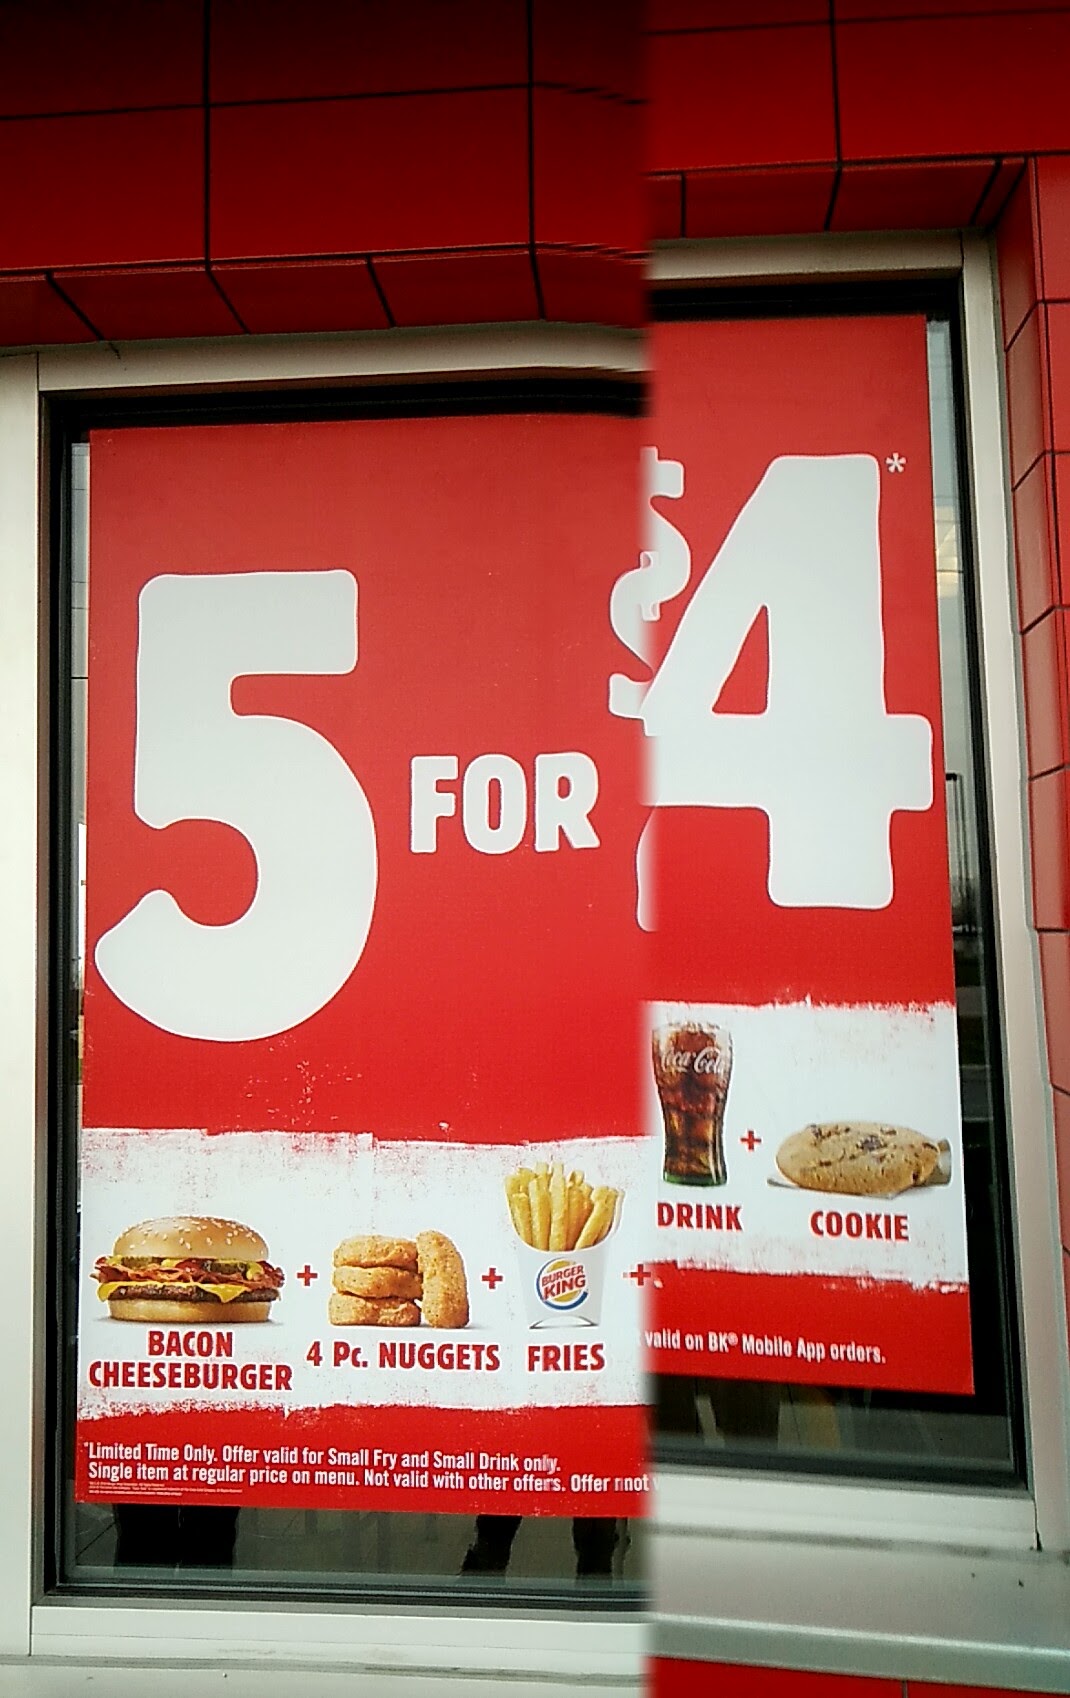 5 FOR $4*
Coca-Cola
BURGER
KING
BACON
CHEESEBURGER
+
4 Pc. NUGGETS
+
FRIES
+
DRINK
+
COOKIE
*Limited Time Only. Offer valid for Small Fry and Small Drink only.
Single item at regular price on menu. Not valid with other offers. Offer nnot valid on BK® Mobile App orders.